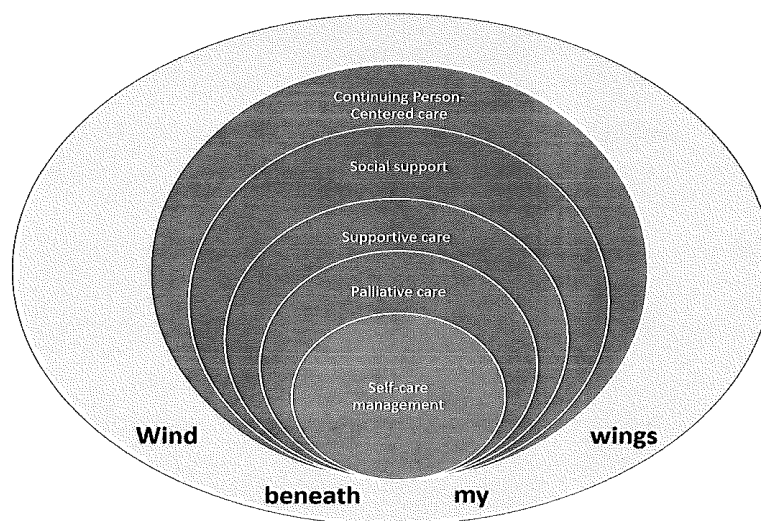 Continuing Person-
Centered care
Social support
Supportive care
Palliative care
Self-care
management
Wind
beneath
my
wings